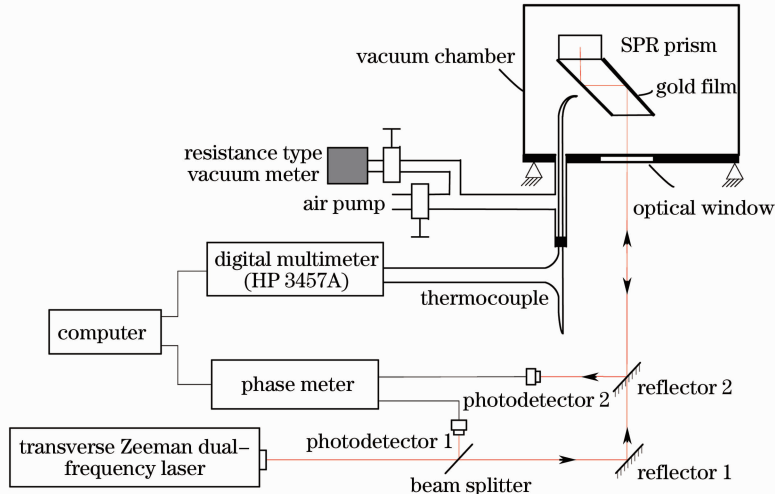 SPR prism
vacuum chamber
gold film
resistance type
vacuum meter
air pump
optical window
digital multimeter
(HP 3457A)
thermocouple
computer
phase meter
photodetector 2
reflector 2
photodetector 1
transverse Zeeman dual-
frequency laser
beam splitter
reflector 1